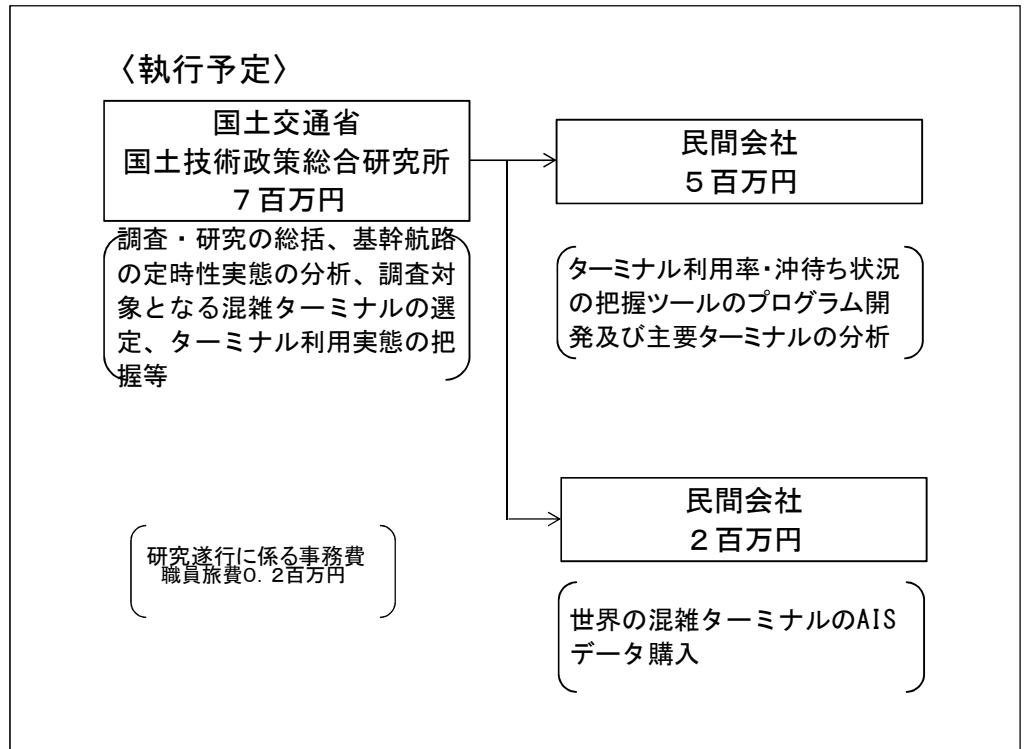 〈執行予定〉
国土交通省
国土技術政策総合研究所
７百万円
調査・研究の総括、基幹航路
の定時性実態の分析、調査対
象となる混雑ターミナルの選
定、ターミナル利用実態の把
握等
研究遂行に係る事務費
職員旅費０．２百万円
民間会社
５百万円
ターミナル利用率・沖待ち状況
の把握ツールのプログラム開
発及び主要ターミナルの分析
民間会社
２百万円
世界の混雑ターミナルのAIS
データ購入